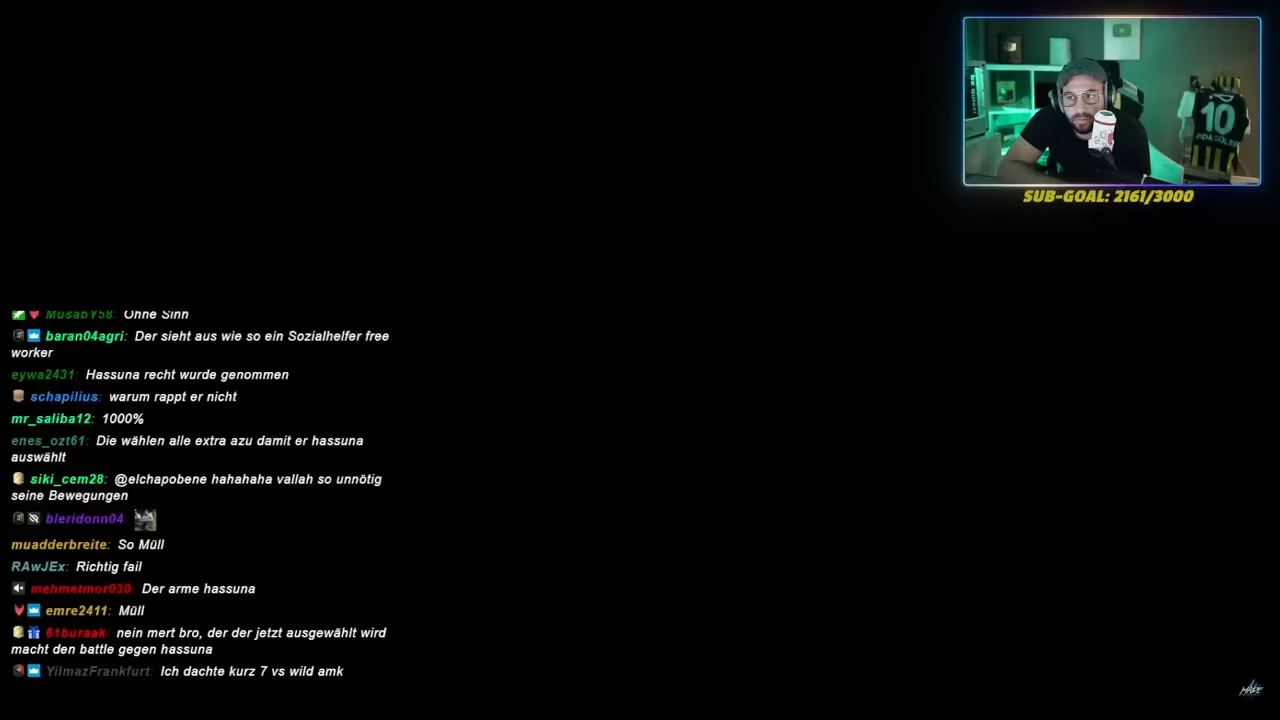 10
SUB-GOAL: 2161/3000
MusabY58: Ohne Sinn
baran04agri: Der sieht aus wie so ein Sozialhelfer free
worker
eywa2431: Hassuna recht wurde genommen
schapilius: warum rappt er nicht
mr_saliba12: 1000%
enes_ozt61: Die wählen alle extra azu damit er hassuna
auswählt
siki_cem28: @elchapobene hahahaha vallah so unnötig
seine Bewegungen
bleridonn04
muadderbreite: So Müll
RAwJEx: Richtig fail
mehmetmor030 Der arme hassuna
emre2411: Müll
61buraak: nein mert bro, der der jetzt ausgewählt wird
macht den battle gegen hassuna
YilmazFrankfurt: Ich dachte kurz 7 vs wild amk